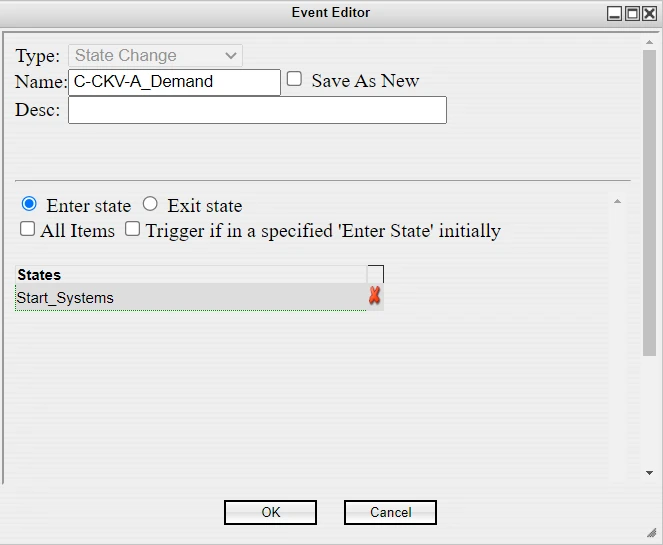 Event Editor
Type: State Change
Name: C-CKV-A_Demand Save As New
Desc:
Enter state Exit state
All Items Trigger if in a specified 'Enter State' initially
States
Start_Systems
OK Cancel